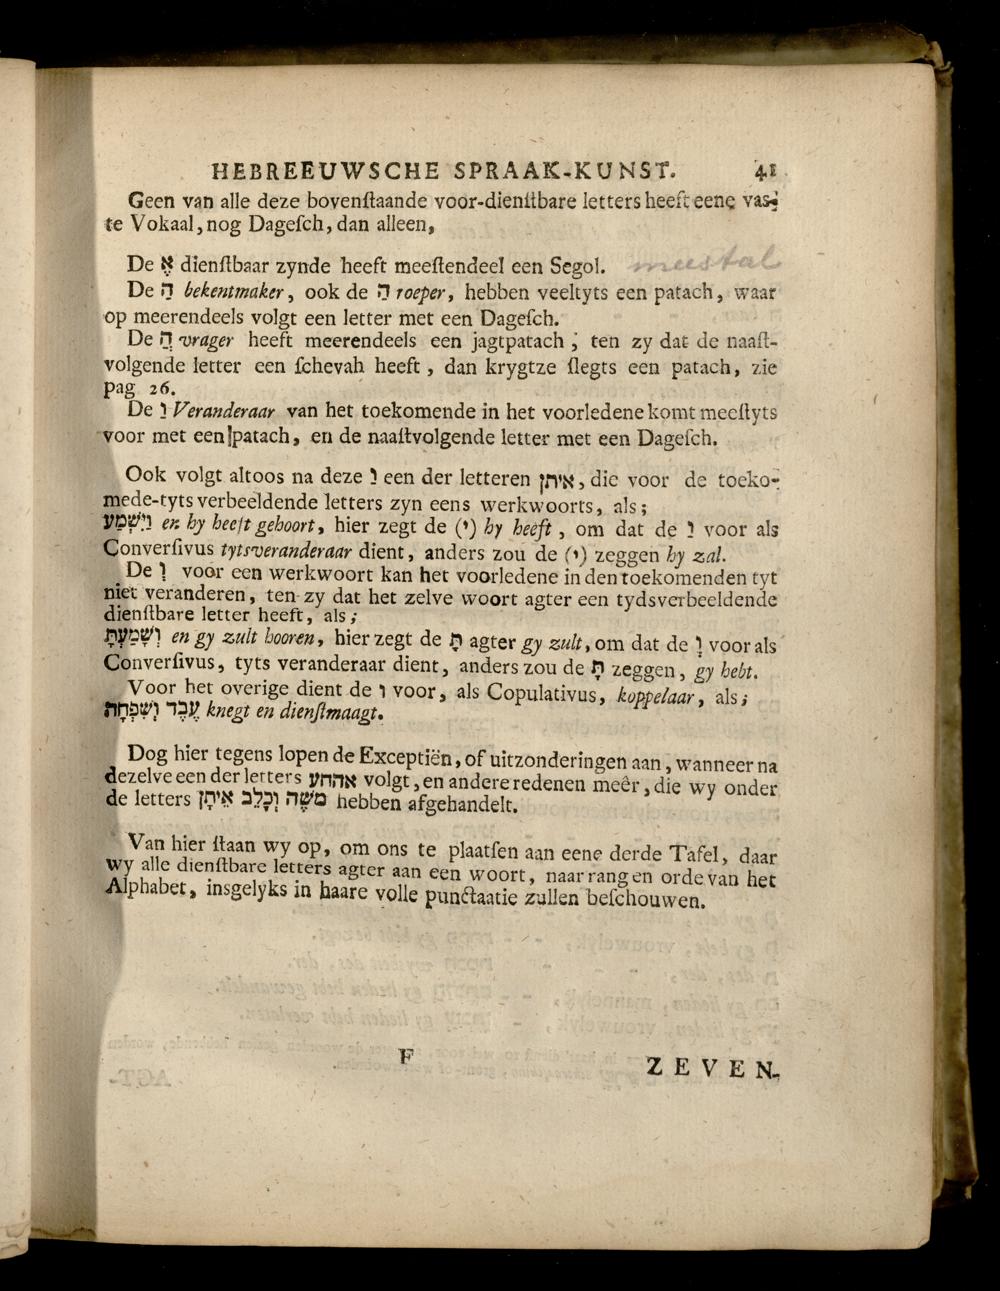 HEBREEUWSCHE SPRAAK-KUNST. 41
Geen van alle deze bovenſtaande voor-dienſtbare letters heeft eene vas-
te Vokaal, nog Dageſch, dan alleen,
De אֶ dienſtbaar zynde heeft meeſtendeel een Segol. meestal
De הַ bekentmaker, ook de הַ roeper, hebben veeltyts een patach, waar
op meerendeels volgt een letter met een Dageſch.
De הֲ vrager heeft meerendeels een jagtpatach; ten zy dat de naaſt-
volgende letter een ſchevah heeft, dan krygtze ſlegts een patach, zie
pag 26.
De וַ Veranderaar van het toekomende in het voorledene komt meeſtyts
voor met een patach, en de naaſtvolgende letter met een Dageſch.
Ook volgt altoos na deze וַ een der letteren איתן, die voor de toeko-
mede-tyts verbeeldende letters zyn eens werkwoorts, als;
וַיִּשְׁמַע en hy heeft gehoort, hier zegt de (י) hy heeft, om dat de וַ voor als
Converſivus tytsveranderaar dient, anders zou de (י) zeggen hy zal.
De וְ voor een werkwoort kan het voorledene in den toekomenden tyt
niet veranderen, ten zy dat het zelve woort agter een tydsverbeeldende
dienſtbare letter heeft, als;
וְשָׁמַעְתָּ en gy zult hooren, hier zegt de תָּ agter gy zult, om dat de וְ voor als
Converſivus, tyts veranderaar dient, anders zou de תָּ zeggen, gy hebt.
Voor het overige dient de ו voor, als Copulativus, koppelaar, als;
עֶבֶד וְשִׁפְחָה knegt en dienſtmaagt.
Dog hier tegens lopen de Exceptiën, of uitzonderingen aan, wanneer na
dezelve een der letters אההע volgt, en andere redenen meêr, die wy onder
de letters משֶׁה וְכָלֵב אֵיתָן hebben afgehandelt.
Van hier ſtaan wy op, om ons te plaatſen aan eene derde Tafel, daar
wy alle dienſtbare letters agter aan een woort, naar rang en orde van het
Alphabet, insgelyks in haare volle punctaatie zullen beſchouwen.
F ZEVEN-